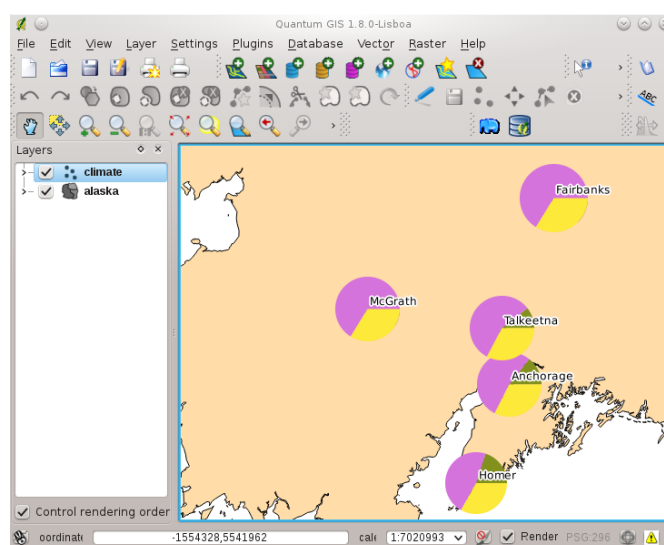 Quantum GIS 1.8.0-Lisboa
File Edit View Layer Settings Plugins Database Vector Raster Help
ABC
Layers
climate
alaska
Fairbanks
McGrath
Talkeetna
Anchorage
Homer
Control rendering order
oordinate -1554328,5541962 cale 1:7020993 Render PSG:296